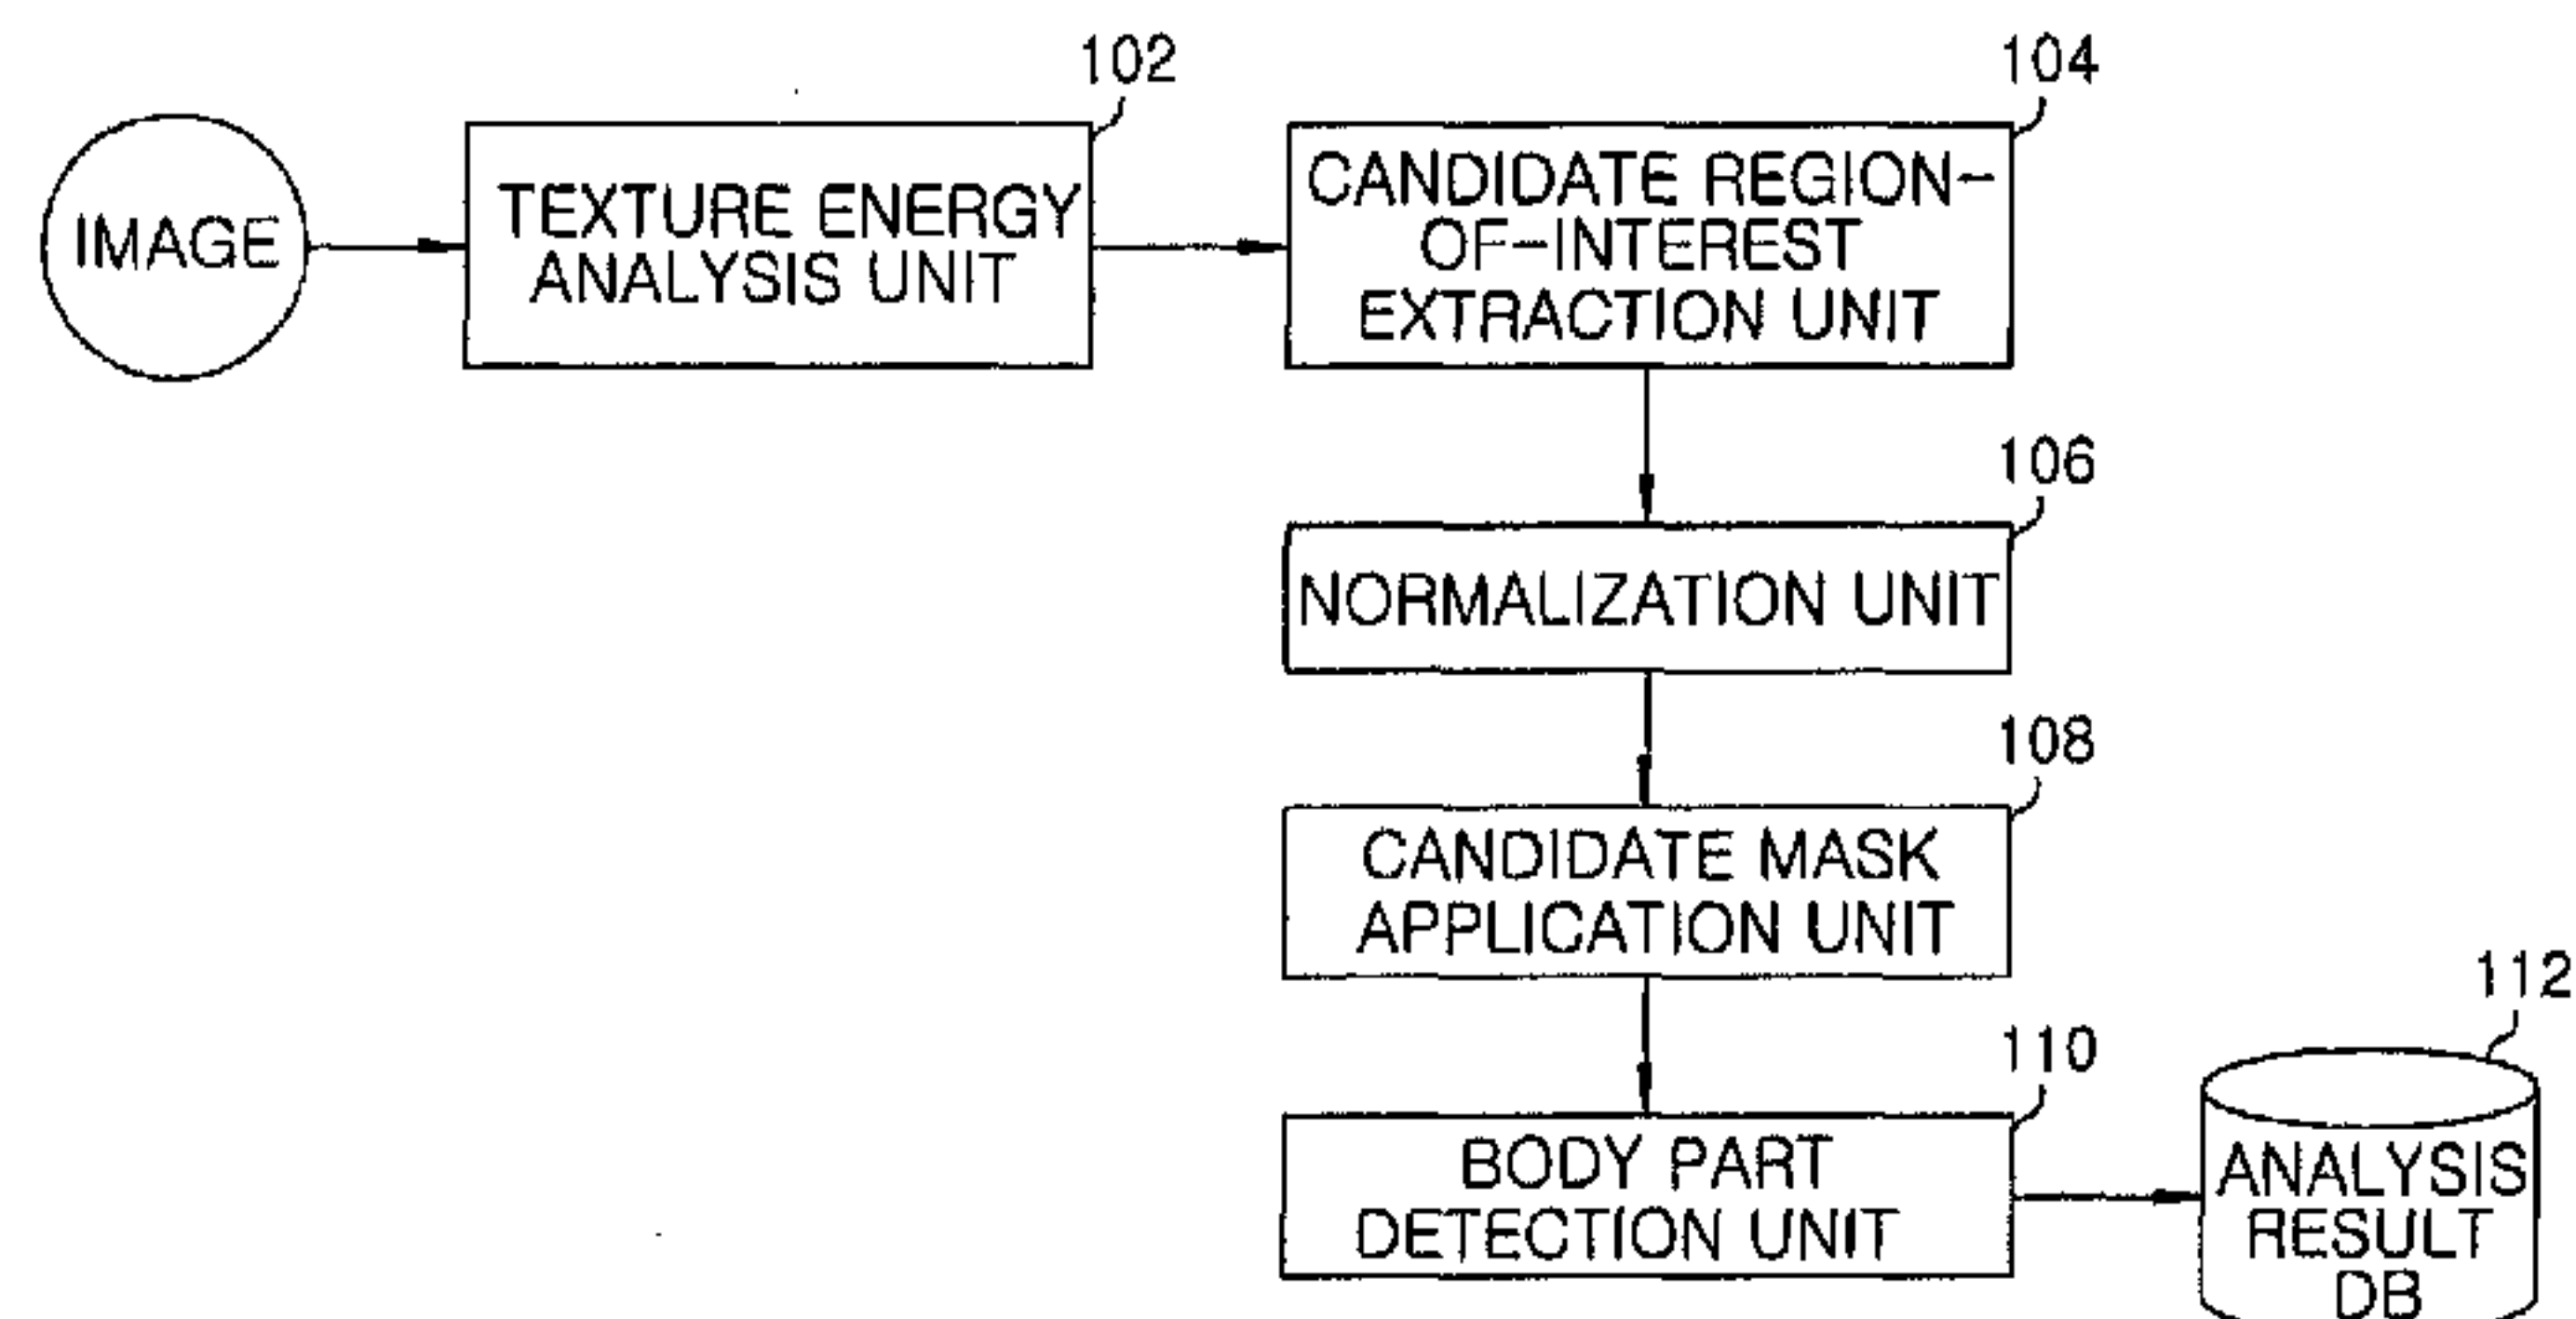 102
104
IMAGE
TEXTURE ENERGY
ANALYSIS UNIT
CANDIDATE REGION-
OF-INTEREST
EXTRACTION UNIT
106
NORMALIZATION UNIT
108
CANDIDATE MASK
APPLICATION UNIT
110
BODY PART
DETECTION UNIT
112
ANALYSIS
RESULT
DB